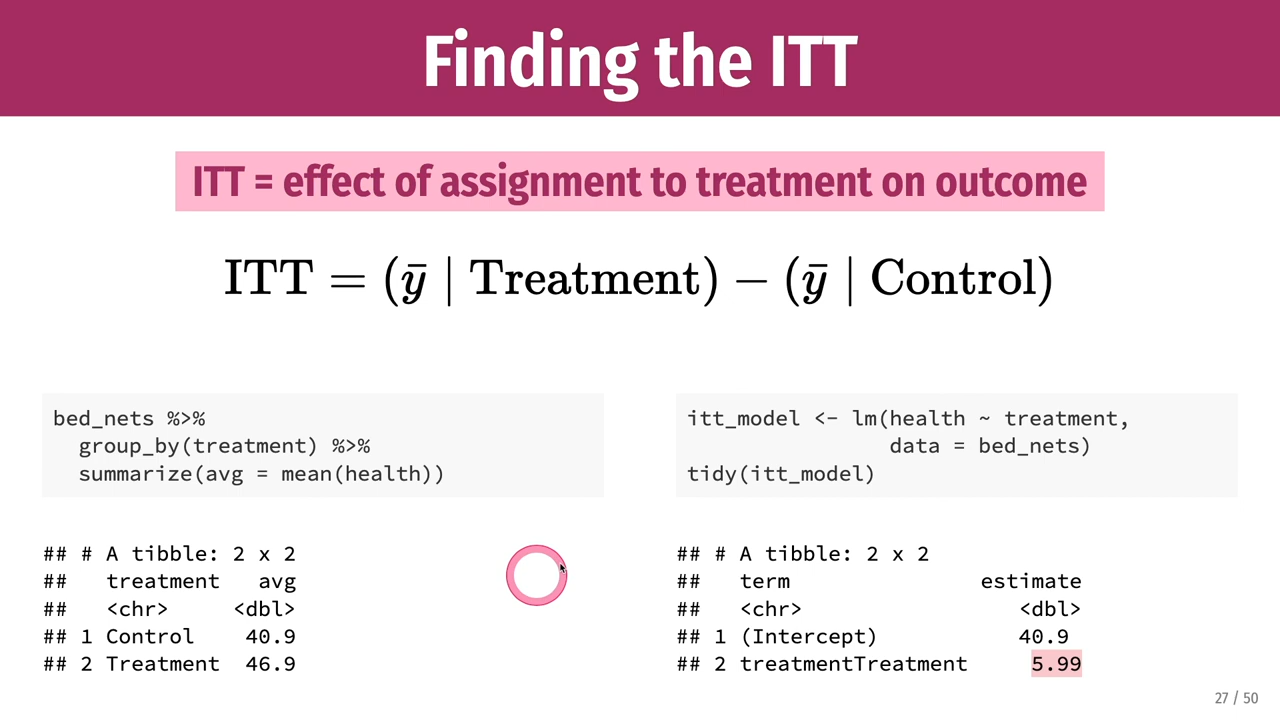 Finding the ITT
ITT = effect of assignment to treatment on outcome
ITT = (ȳ | Treatment) − (ȳ | Control)
bed_nets %>%
  group_by(treatment) %>%
  summarize(avg = mean(health))
## # A tibble: 2 x 2
##   treatment   avg
##   <chr>     <dbl>
## 1 Control    40.9
## 2 Treatment  46.9
itt_model <- lm(health ~ treatment,
                data = bed_nets)
tidy(itt_model)
## # A tibble: 2 x 2
##   term               estimate
##   <chr>                 <dbl>
## 1 (Intercept)           40.9
## 2 treatmentTreatment     5.99
27 / 50